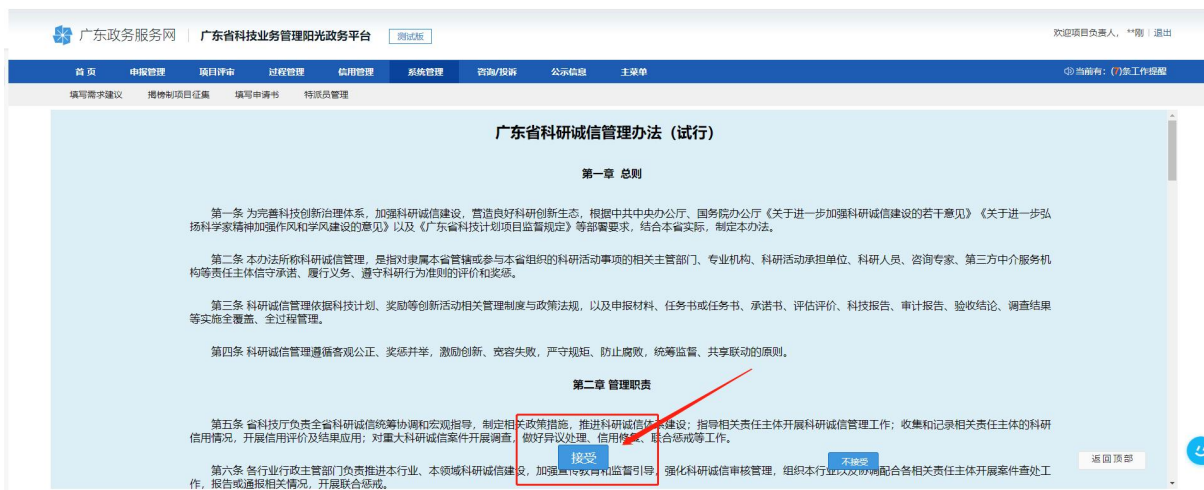 广东政务服务网 广东省科技业务管理阳光政务平台 测试版 欢迎项目负责人， **刚 | 退出
首 页 申报管理 项目评审 过程管理 信用管理 系统管理 咨询/投诉 公示信息 主菜单 当前有：(7)条工作提醒
填写需求建议 揭榜制项目征集 填写申请书 特派员管理
广东省科研诚信管理办法（试行）
第一章 总则
第一条 为完善科技创新治理体系，加强科研诚信建设，营造良好科研创新生态，根据中共中央办公厅、国务院办公厅《关于进一步加强科研诚信建设的若干意见》《关于进一步弘
扬科学家精神加强作风和学风建设的意见》以及《广东省科技计划项目监督规定》等部署要求，结合本省实际，制定本办法。
第二条 本办法所称科研诚信管理，是指对隶属本省管辖或参与本省组织的科研活动事项的相关主管部门、专业机构、科研活动承担单位、科研人员、咨询专家、第三方中介服务机
构等责任主体信守承诺、履行义务、遵守科研行为准则的评价和奖惩。
第三条 科研诚信管理依据科技计划、奖励等创新活动相关管理制度与政策法规，以及申报材料、任务书或任务书、承诺书、评估评价、科技报告、审计报告、验收结论、调查结果
等实施全覆盖、全过程管理。
第四条 科研诚信管理遵循客观公正、奖惩并举，激励创新、宽容失败，严守规矩、防止腐败，统筹监督、共享联动的原则。
第二章 管理职责
第五条 省科技厅负责全省科研诚信统筹协调和宏观指导，制定相关政策措施，推进科研诚信体系建设；指导相关责任主体开展科研诚信管理工作；收集和记录相关责任主体的科研
信用情况，开展信用评价及结果应用；对重大科研诚信案件开展调查，做好异议处理、信用修复、联合惩戒等工作。
接受 不接受 返回顶部
第六条 各行业行政主管部门负责推进本行业、本领域科研诚信建设，加强宣传教育和监督引导，强化科研诚信审核管理，组织本行业以及协调配合各相关责任主体开展案件查处工
作，报告或通报相关情况，开展联合惩戒。